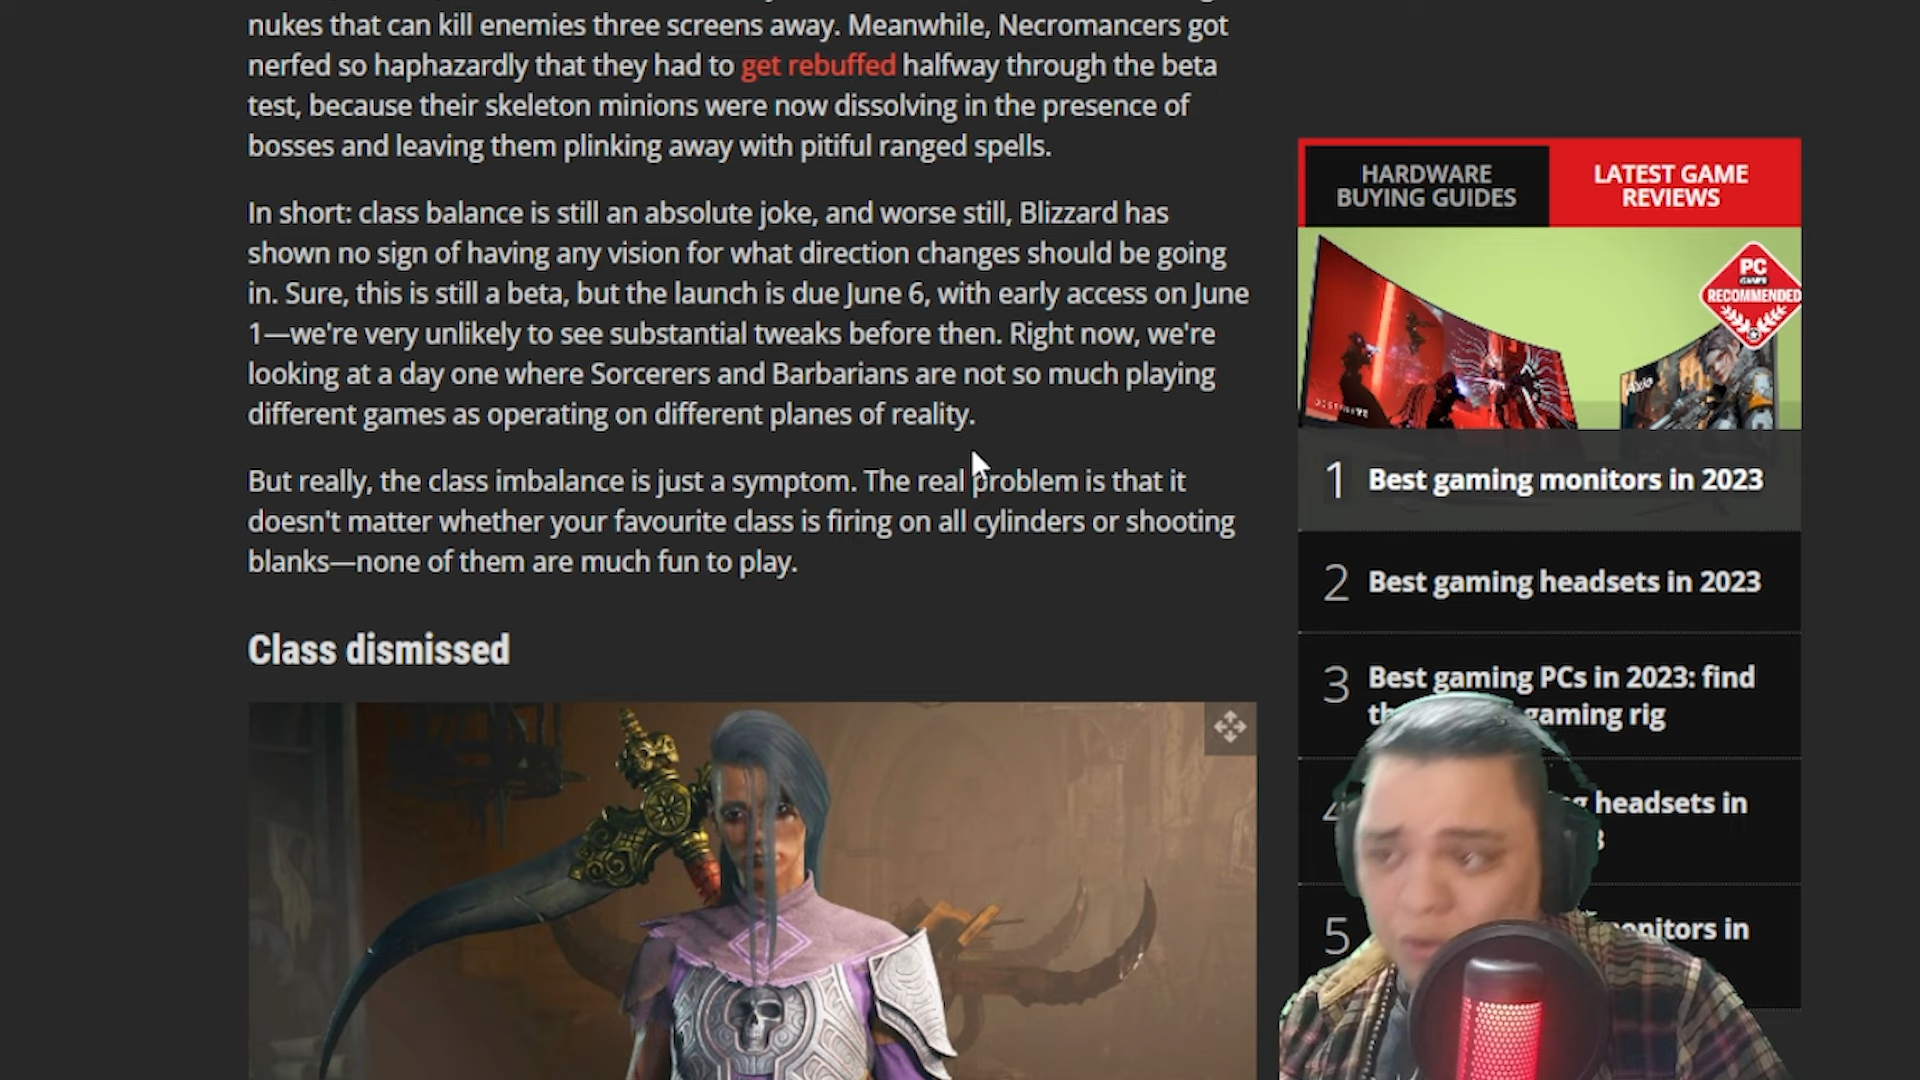 nukes that can kill enemies three screens away. Meanwhile, Necromancers got
nerfed so haphazardly that they had to get rebuffed halfway through the beta
test, because their skeleton minions were now dissolving in the presence of
bosses and leaving them plinking away with pitiful ranged spells.
In short: class balance is still an absolute joke, and worse still, Blizzard has
shown no sign of having any vision for what direction changes should be going
in. Sure, this is still a beta, but the launch is due June 6, with early access on June
1—we're very unlikely to see substantial tweaks before then. Right now, we're
looking at a day one where Sorcerers and Barbarians are not so much playing
different games as operating on different planes of reality.
But really, the class imbalance is just a symptom. The real problem is that it
doesn't matter whether your favourite class is firing on all cylinders or shooting
blanks—none of them are much fun to play.
Class dismissed
HARDWARE
BUYING GUIDES
LATEST GAME
REVIEWS
PC
GAMER
RECOMMENDED
1 Best gaming monitors in 2023
2 Best gaming headsets in 2023
3 Best gaming PCs in 2023: find
gaming rig
4 headsets in
5 monitors in